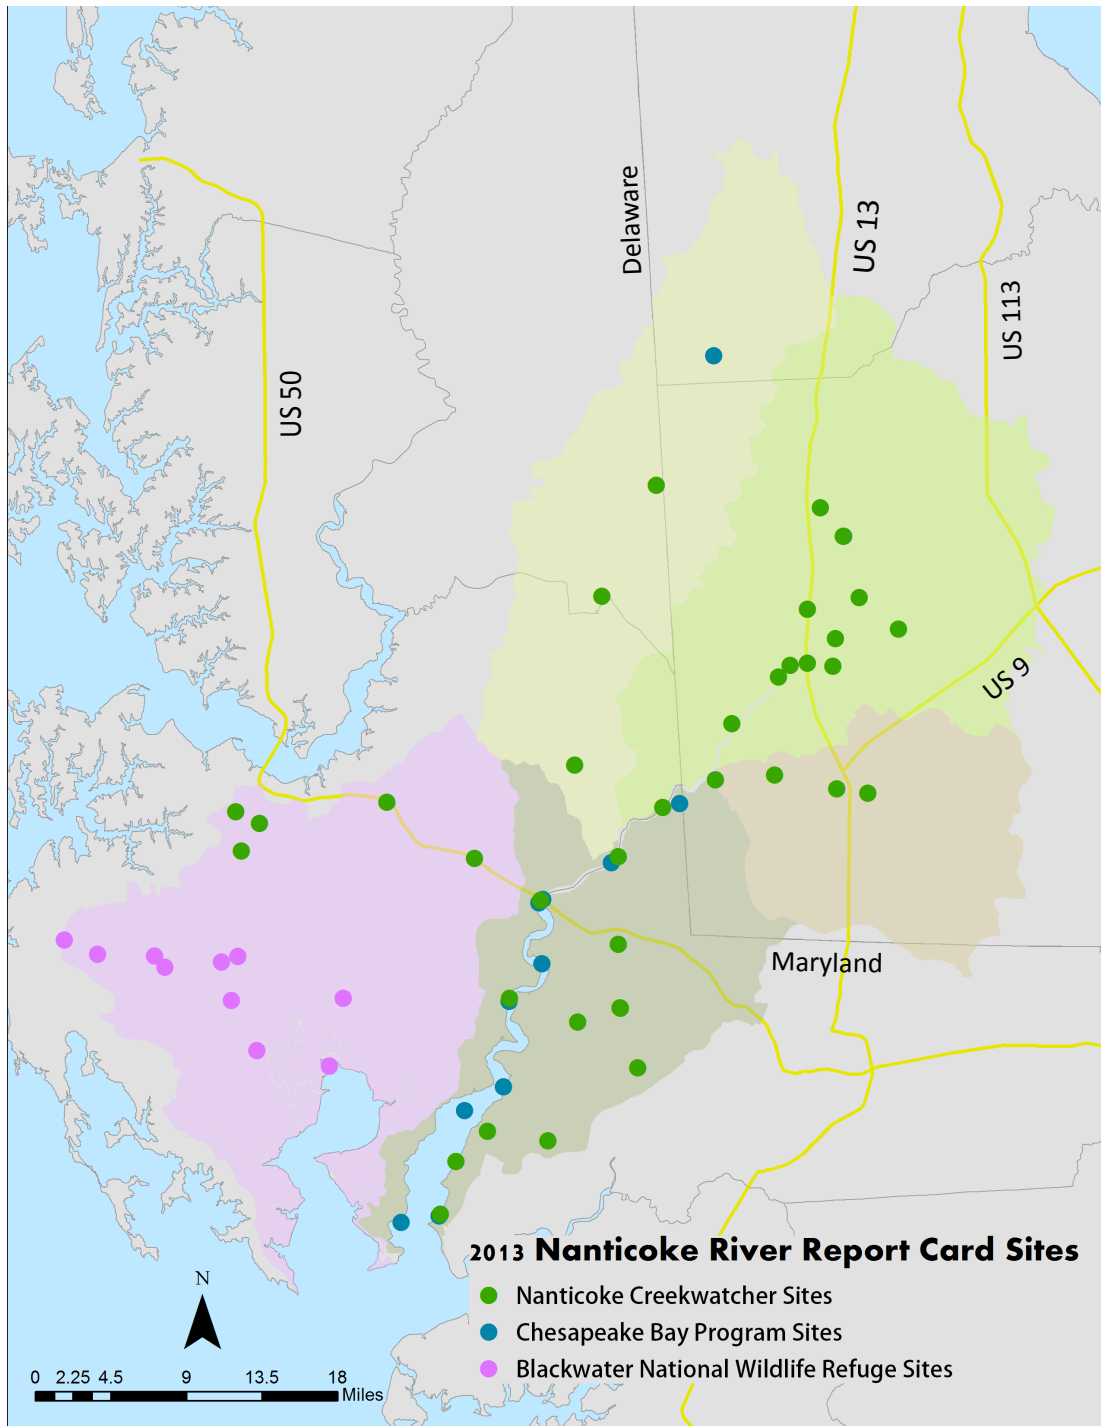 Delaware
US 13
US 113
US 50
US 9
Maryland
2013 Nanticoke River Report Card Sites
N
Nanticoke Creekwatcher Sites
Chesapeake Bay Program Sites
Blackwater National Wildlife Refuge Sites
0 2.25 4.5 9 13.5 18
Miles